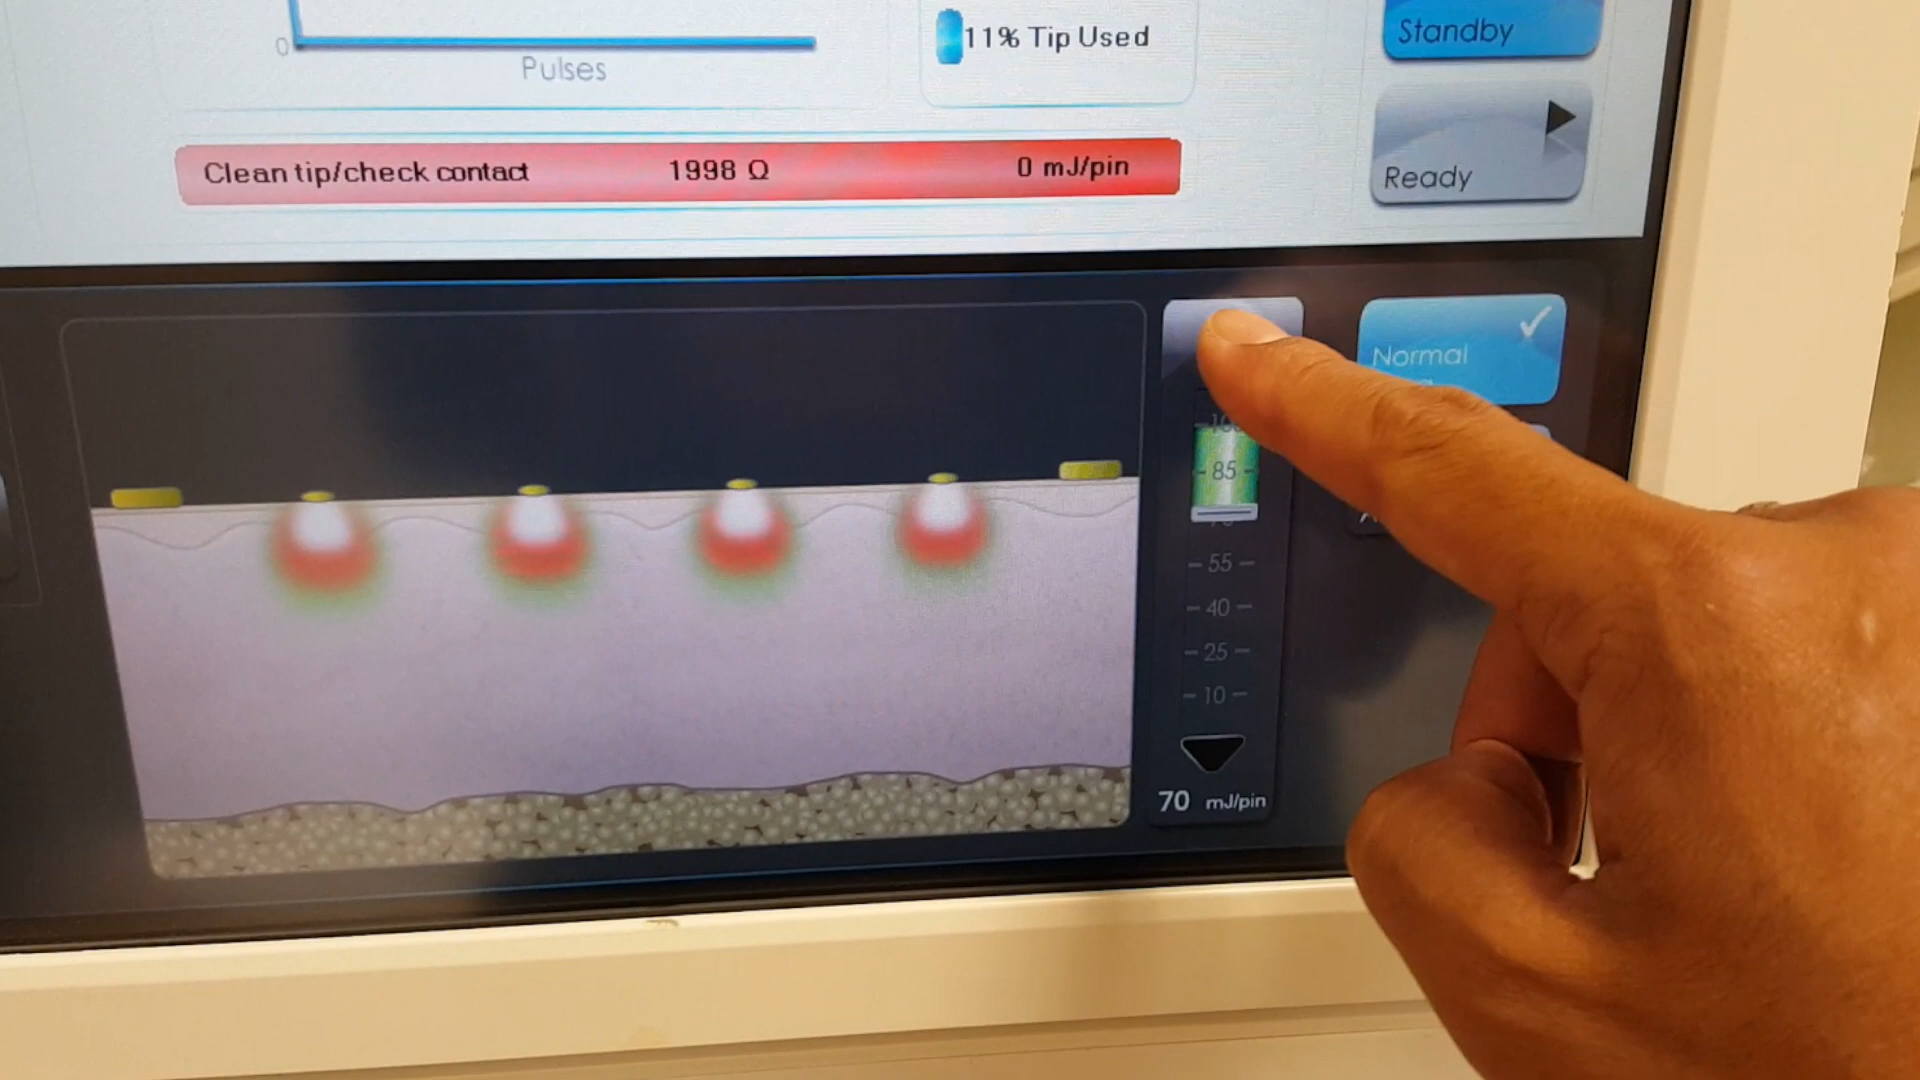 0
Pulses
11% Tip Used
Standby
Clean tip/check contact 1998 Ω 0 mJ/pin
Ready
Normal
85
55
40
25
10
70 mJ/pin